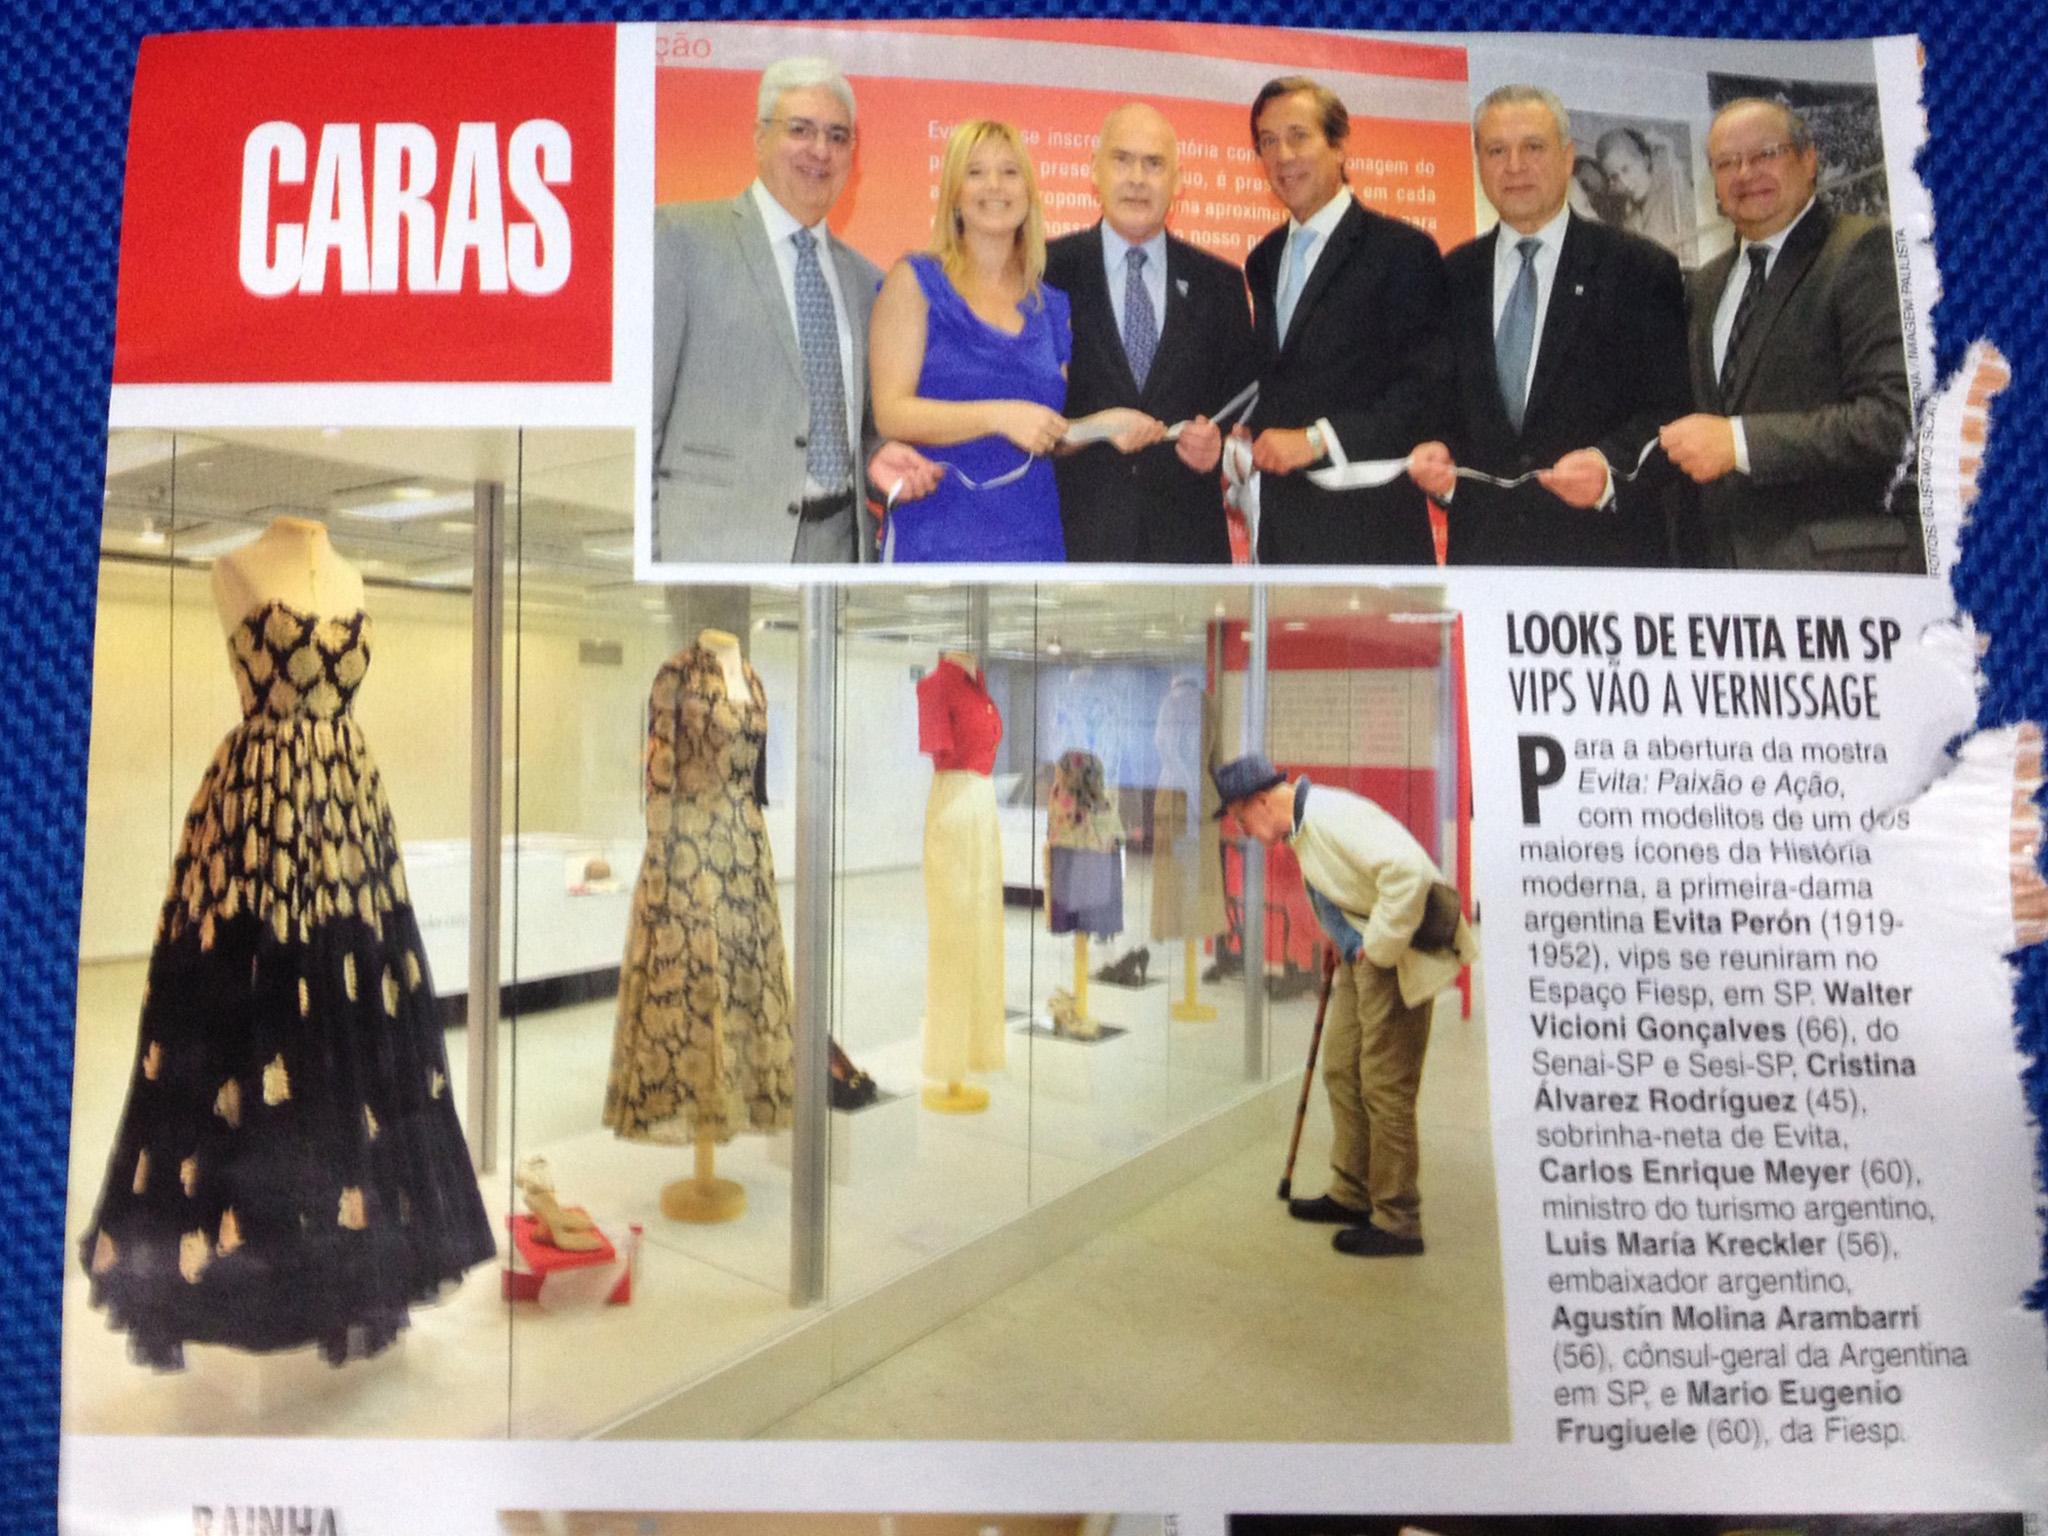 CARAS
ção
LOOKS DE EVITA EM SP
VIPS VÃO A VERNISSAGE
Para a abertura da mostra
Evita: Paixão e Ação,
com modelitos de um dos
maiores ícones da História
moderna, a primeira-dama
argentina Evita Perón (1919-
1952), vips se reuniram no
Espaço Fiesp, em SP. Walter
Vicioni Gonçalves (66), do
Senai-SP e Sesi-SP, Cristina
Álvarez Rodríguez (45),
sobrinha-neta de Evita,
Carlos Enrique Meyer (60),
ministro do turismo argentino,
Luis María Kreckler (56),
embaixador argentino,
Agustín Molina Arambarri
(56), cônsul-geral da Argentina
em SP, e Mario Eugenio
Frugiuele (60), da Fiesp.
FOTOS: GUSTAVO / IMAGEM PAULISTA
RAINHA